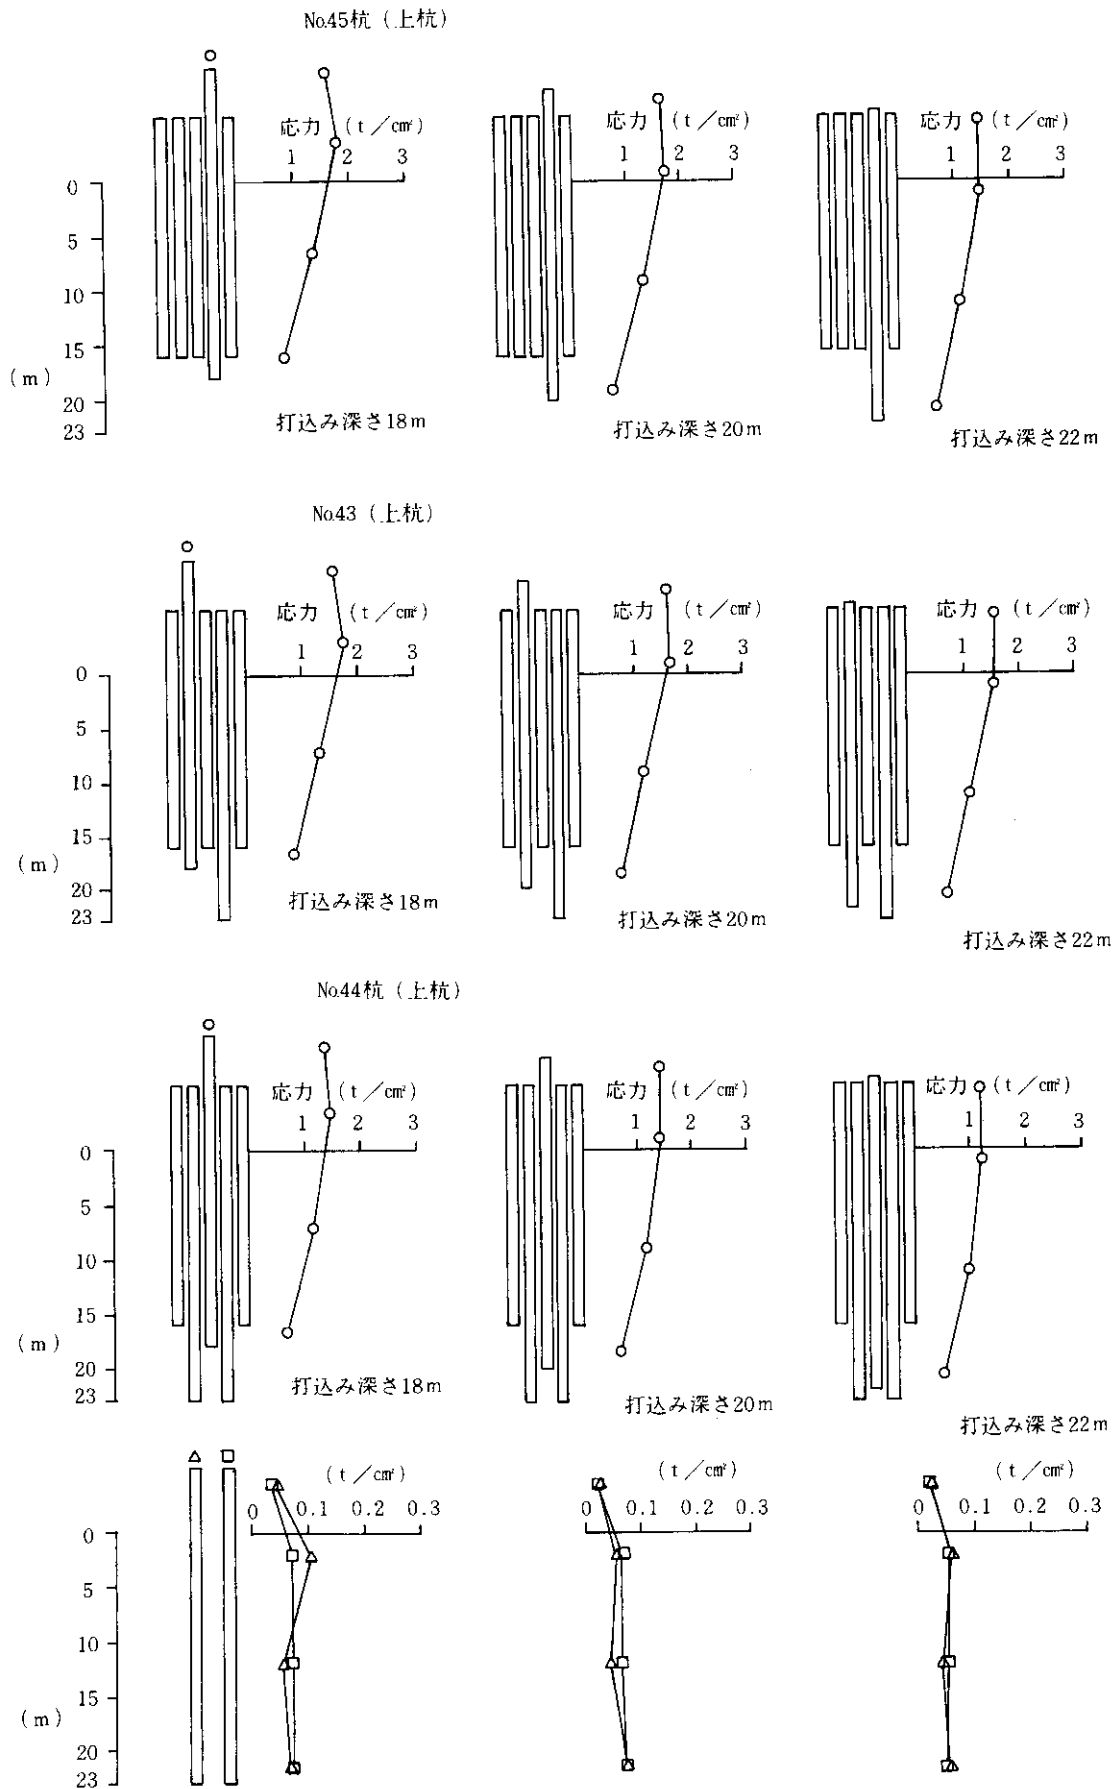 No.45杭 (上杭)
応力 (t/cm²)
1 2 3
応力 (t/cm²)
1 2 3
応力 (t/cm²)
1 2 3
0
5
10
15
(m)
20
23
打込み深さ18m
打込み深さ20m
打込み深さ22m
No.43 (上杭)
応力 (t/cm²)
1 2 3
応力 (t/cm²)
1 2 3
応力 (t/cm²)
1 2 3
0
5
10
15
(m)
20
23
打込み深さ18m
打込み深さ20m
打込み深さ22m
No.44杭 (上杭)
応力 (t/cm²)
1 2 3
応力 (t/cm²)
1 2 3
応力 (t/cm²)
1 2 3
0
5
10
15
(m)
20
23
打込み深さ18m
打込み深さ20m
打込み深さ22m
(t/cm²)
0 0.1 0.2 0.3
(t/cm²)
0 0.1 0.2 0.3
(t/cm²)
0 0.1 0.2 0.3
0
5
10
15
(m)
20
23